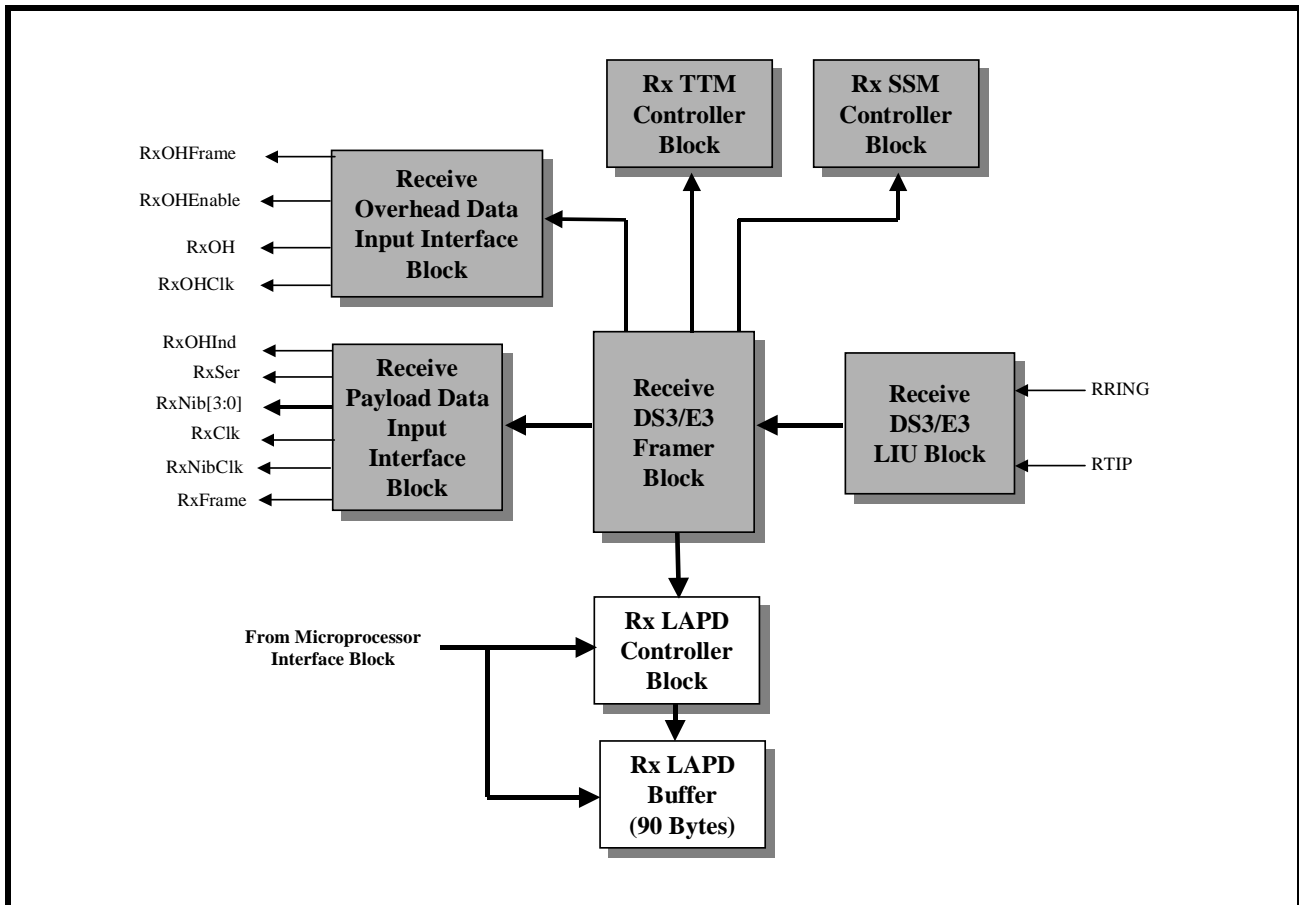 Rx TTM
Controller
Block
Rx SSM
Controller
Block
RxOHFrame
RxOHEnable
RxOH
RxOHClk
Receive
Overhead Data
Input Interface
Block
RxOHInd
RxSer
RxNib[3:0]
RxClk
RxNibClk
RxFrame
Receive
Payload Data
Input
Interface
Block
Receive
DS3/E3
Framer
Block
Receive
DS3/E3
LIU Block
RRING
RTIP
From Microprocessor
Interface Block
Rx LAPD
Controller
Block
Rx LAPD
Buffer
(90 Bytes)